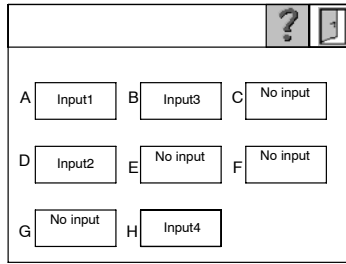 ?
A Input1 B Input3 C No input
D Input2 E No input F No input
G No input H Input4